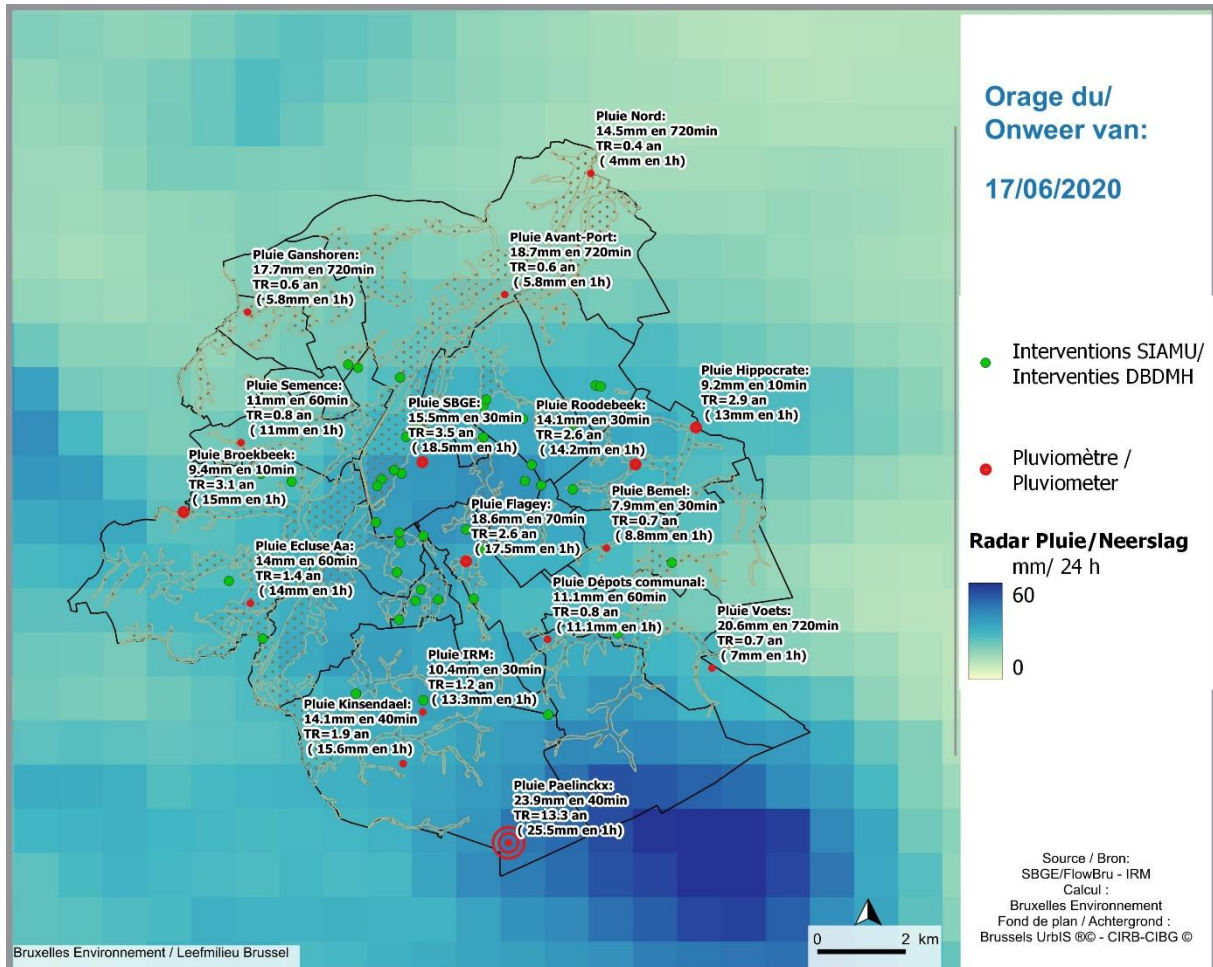 Pluie Nord:
14.5mm en 720min
TR=0.4 an
( 4mm en 1h)
Pluie Avant-Port:
18.7mm en 720min
TR=0.6 an
( 5.8mm en 1h)
Pluie Ganshoren:
17.7mm en 720min
TR=0.6 an
( 5.8mm en 1h)
Pluie Hippocrate:
9.2mm en 10min
TR=2.9 an
( 13mm en 1h)
Pluie Semence:
11mm en 60min
TR=0.8 an
( 11mm en 1h)
Pluie SBGE:
15.5mm en 30min
TR=3.5 an
( 18.5mm en 1h)
Pluie Roodebeek:
14.1mm en 30min
TR=2.6 an
( 14.2mm en 1h)
Pluie Broekbeek:
9.4mm en 10min
TR=3.1 an
( 15mm en 1h)
Pluie Flagey:
18.6mm en 70min
TR=2.6 an
( 17.5mm en 1h)
Pluie Bemel:
7.9mm en 30min
TR=0.7 an
( 8.8mm en 1h)
Pluie Ecluse Aa:
14mm en 60min
TR=1.4 an
( 14mm en 1h)
Pluie Dépots communal:
11.1mm en 60min
TR=0.8 an
( 11.1mm en 1h)
Pluie Voets:
20.6mm en 720min
TR=0.7 an
( 7mm en 1h)
Pluie IRM:
10.4mm en 30min
TR=1.2 an
( 13.3mm en 1h)
Pluie Kinsendael:
14.1mm en 40min
TR=1.9 an
( 15.6mm en 1h)
Pluie Paelinckx:
23.9mm en 40min
TR=13.3 an
( 25.5mm en 1h)
0 2 km
Bruxelles Environnement / Leefmilieu Brussel
Orage du/
Onweer van:
17/06/2020
Interventions SIAMU/
Interventies DBDMH
Pluviomètre /
Pluviometer
Radar Pluie/Neerslag
mm/ 24 h
60
0
Source / Bron:
SBGE/FlowBru - IRM
Calcul :
Bruxelles Environnement
Fond de plan / Achtergrond :
Brussels UrbIS ®© - CIRB-CIBG ©